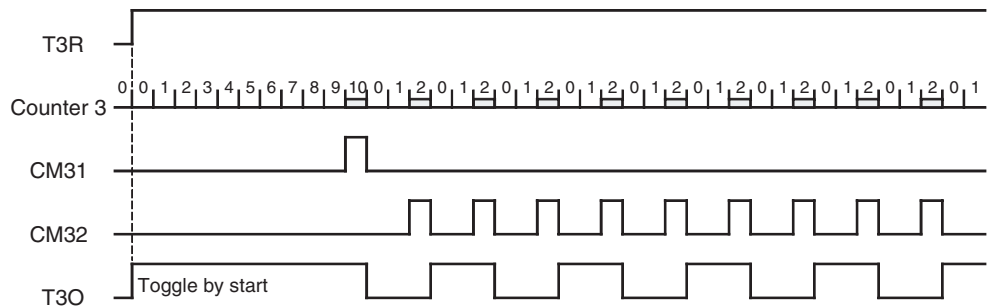 T3R
0 0 1 2 3 4 5 6 7 8 9 10 0 1 2 0 1 2 0 1 2 0 1 2 0 1 2 0 1 2 0 1 2 0 1 2 0 1 2 0 1
Counter 3
CM31
CM32
Toggle by start
T3O